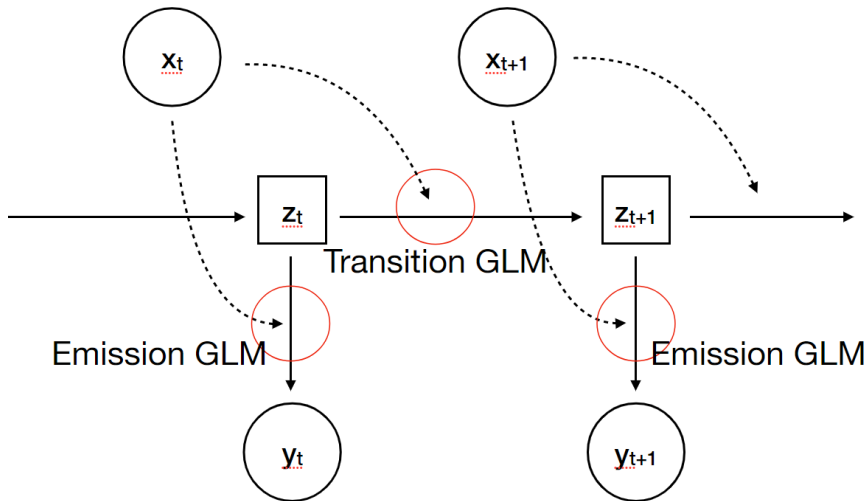 xt
xt+1
zt
zt+1
Transition GLM
Emission GLM
Emission GLM
yt
yt+1